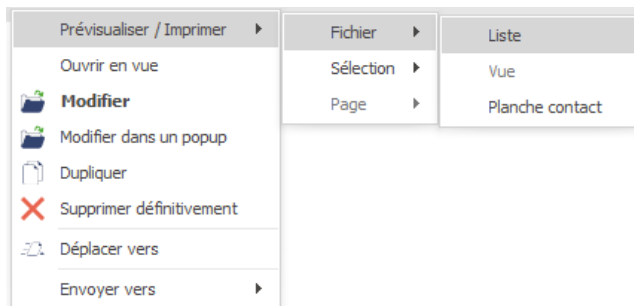 Prévisualiser / Imprimer
Ouvrir en vue
Modifier
Modifier dans un popup
Dupliquer
Supprimer définitivement
Déplacer vers
Envoyer vers
Fichier
Sélection
Page
Liste
Vue
Planche contact